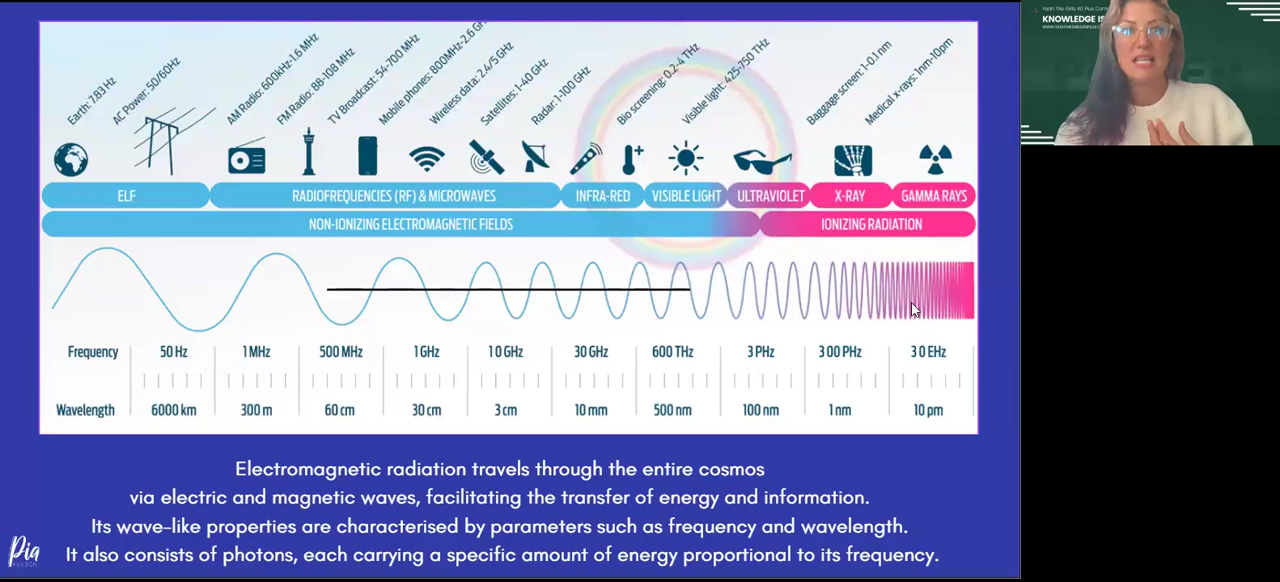 Earth: 7.83 Hz
AC Power: 50/60Hz
AM Radio: 600kHz-1.6 MHz
FM Radio: 88-108 MHz
TV Broadcast: 54-700 MHz
Mobile phones: 800MHz-2.6 GH
Wireless data: 2.4/5 GHz
Satellites: 1-40 GHz
Radar: 1-100 GHz
Bio screening: 0.2-4 THz
Visible light: 425-750 THz
Baggage screen: 1-0.1 nm
Medical x-rays: 1nm-10pm
ELF
RADIOFREQUENCIES (RF) & MICROWAVES
INFRA-RED
VISIBLE LIGHT
ULTRAVIOLET
X-RAY
GAMMA RAYS
NON-IONIZING ELECTROMAGNETIC FIELDS
IONIZING RADIATION
Frequency 50 Hz 1 MHz 500 MHz 1 GHz 10 GHz 30 GHz 600 THz 3 PHz 300 PHz 30 EHz
Wavelength 6000 km 300 m 60 cm 30 cm 3 cm 10 mm 500 nm 100 nm 1 nm 10 pm
Electromagnetic radiation travels through the entire cosmos
via electric and magnetic waves, facilitating the transfer of energy and information.
Its wave-like properties are characterised by parameters such as frequency and wavelength.
It also consists of photons, each carrying a specific amount of energy proportional to its frequency.
Pia
Yeah The Girls 40 Plus
KNOWLEDGE IS